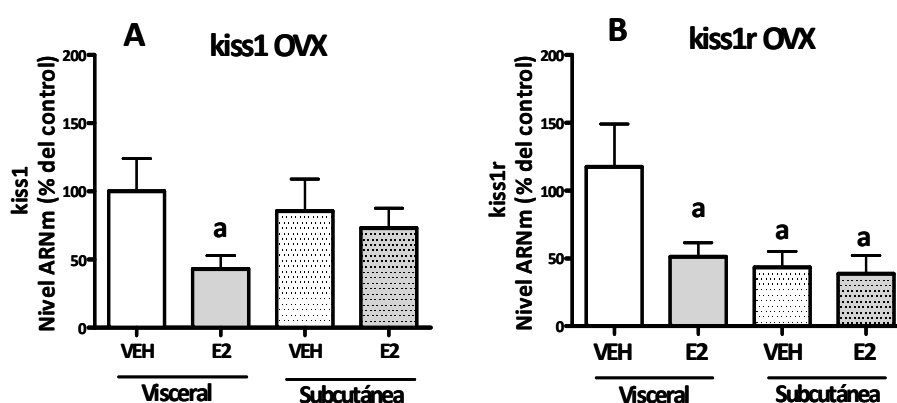 A
kiss1 OVX
kiss1
Nivel ARNm (% del control)
200
150
100
50
0
a
VEH E2 VEH E2
Visceral Subcutánea
B
kiss1r OVX
kiss1r
Nivel ARNm (% del control)
200
150
100
50
0
a a a
VEH E2 VEH E2
Visceral Subcutánea